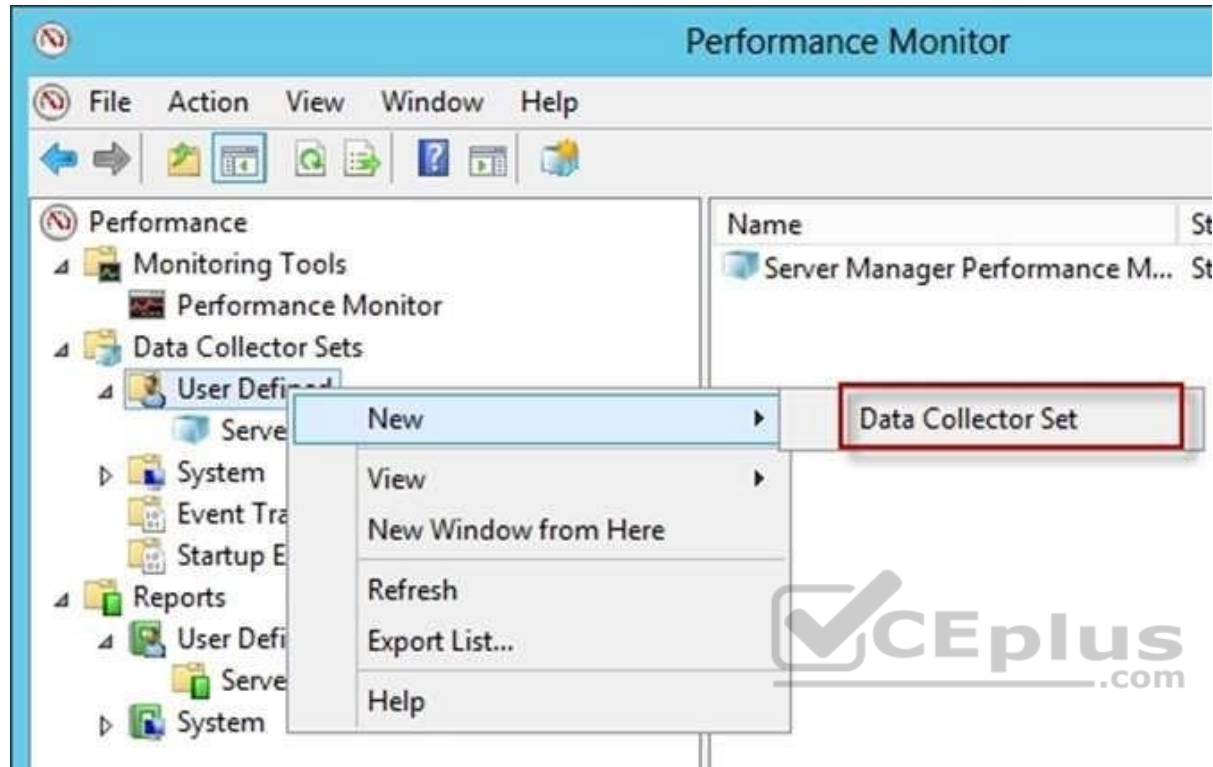 Performance Monitor
File Action View Window Help
Performance
Monitoring Tools
Performance Monitor
Data Collector Sets
User Defined
Serve
System
Event Tra
Startup E
Reports
User Defi
Serve
System
Name St
Server Manager Performance M... St
New
Data Collector Set
View
New Window from Here
Refresh
Export List...
Help
CEplus
.com